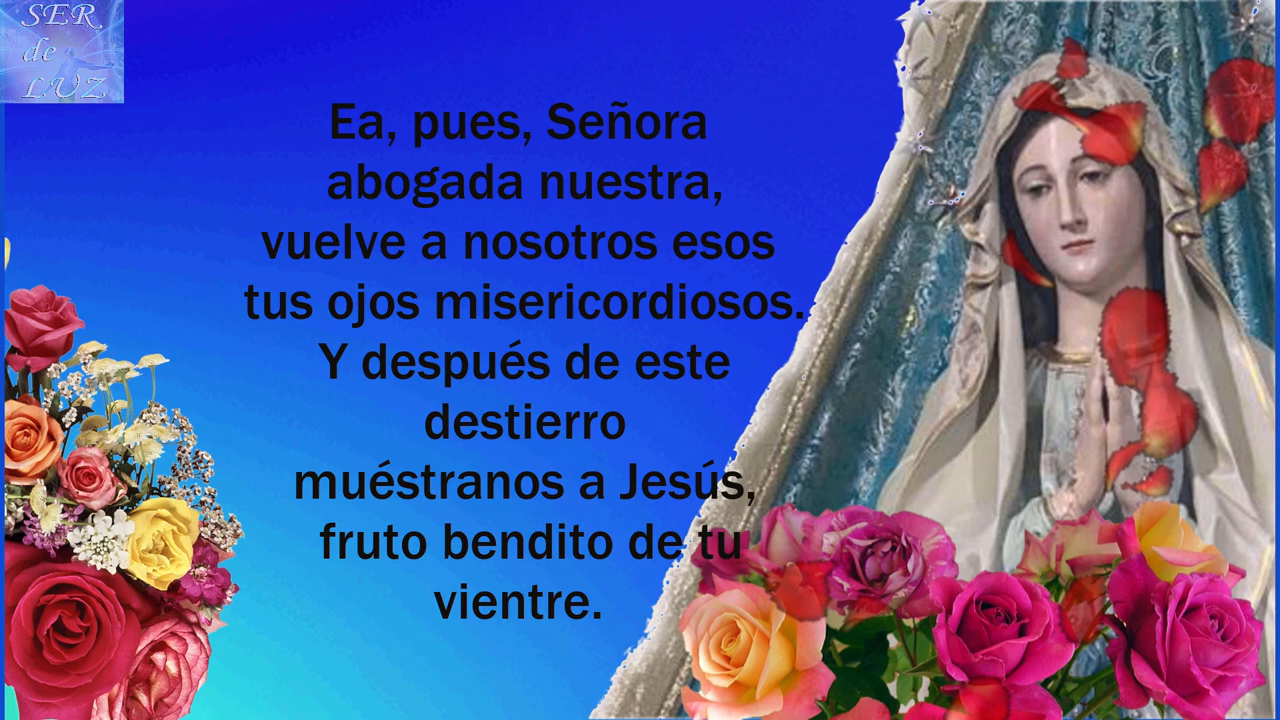 SER
de
LUZ
Ea, pues, Señora
abogada nuestra,
vuelve a nosotros esos
tus ojos misericordiosos.
Y después de este
destierro
muéstranos a Jesús,
fruto bendito de tu
vientre.